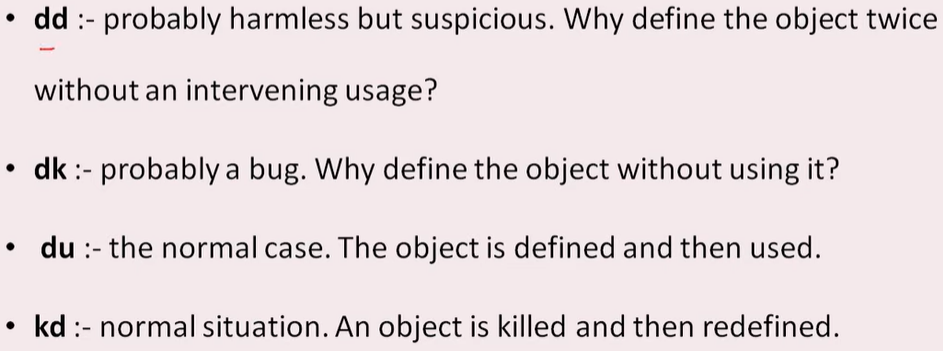 • dd :- probably harmless but suspicious. Why define the object twice
without an intervening usage?
• dk :- probably a bug. Why define the object without using it?
• du :- the normal case. The object is defined and then used.
• kd :- normal situation. An object is killed and then redefined.